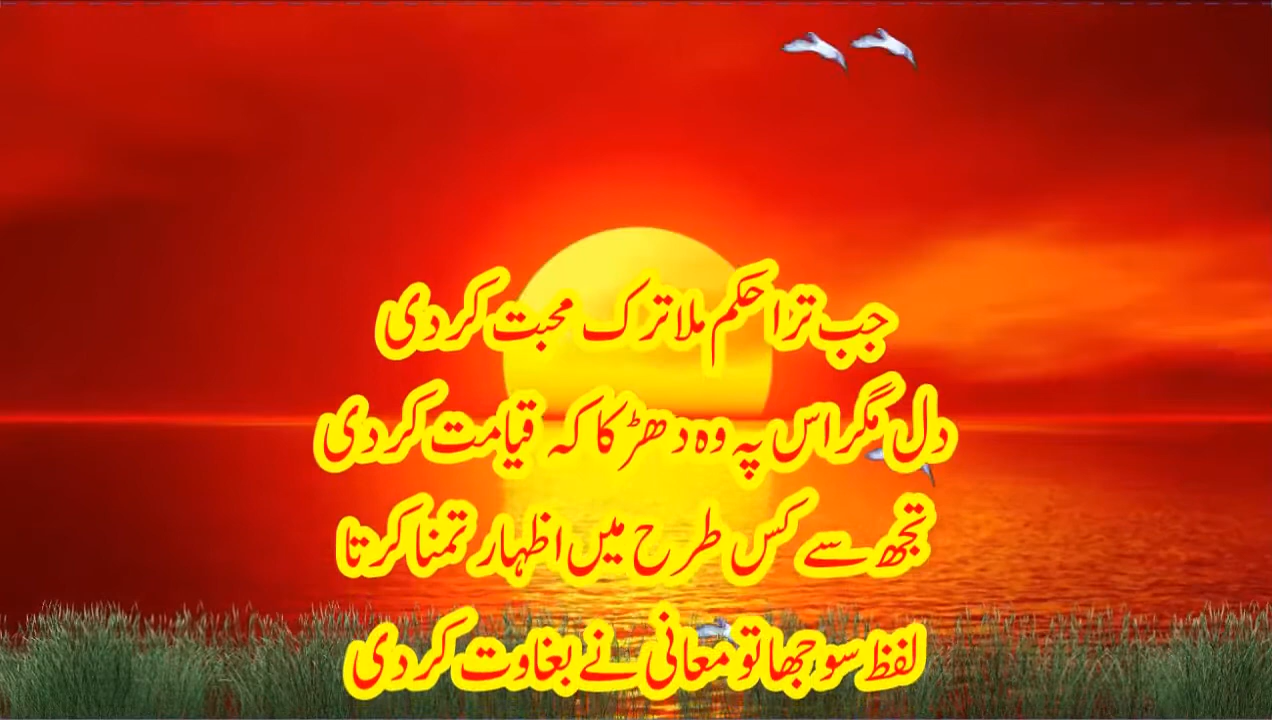 جب ترا حکم ملا ترک محبت کر دی
دل مگر اس پہ وہ دھڑکا کہ قیامت کر دی
تجھ سے کس طرح میں اظہار تمنا کرتا
لفظ سوجھا تو معانی نے بغاوت کر دی